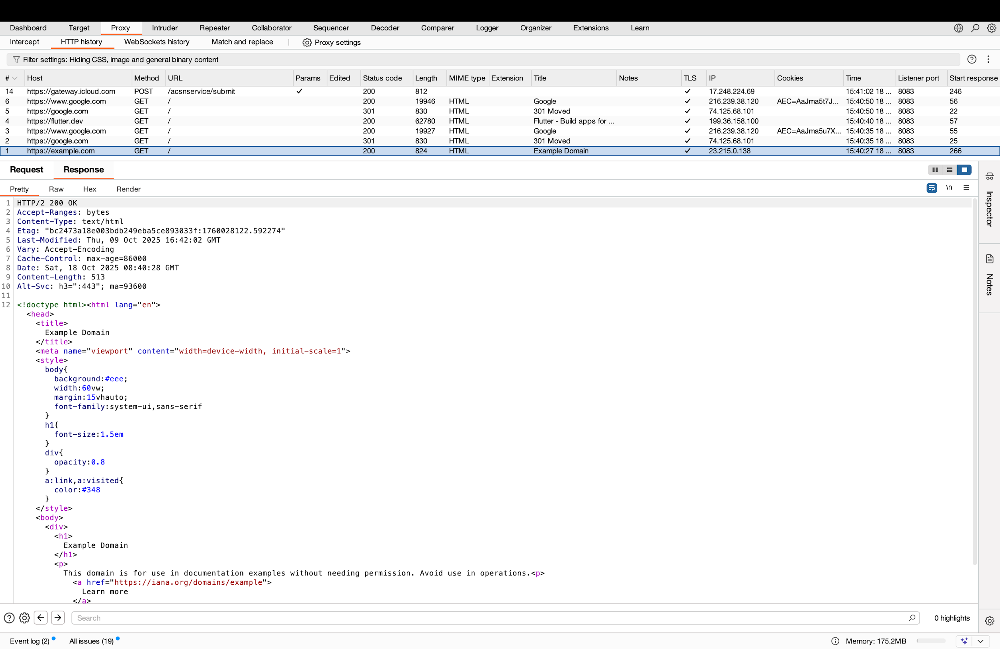 Dashboard Target Proxy Intruder Repeater Collaborator Sequencer Decoder Comparer Logger Organizer Extensions Learn
Intercept HTTP history WebSockets history Match and replace Proxy settings
Filter settings: Hiding CSS, image and general binary content
# Host Method URL Params Edited Status code Length MIME type Extension Title Notes TLS IP Cookies Time Listener port Start response
14 https://gateway.icloud.com POST /acsnservice/submit ✓ 200 812 ✓ 17.248.224.69 15:41:02 18 ... 8083 246
6 https://www.google.com GET / 200 19946 HTML Google ✓ 216.239.38.120 AEC=AaJma5t7J... 15:40:50 18 ... 8083 56
5 https://google.com GET / 301 830 HTML 301 Moved ✓ 74.125.68.101 15:40:50 18 ... 8083 22
4 https://flutter.dev GET / 200 62780 HTML Flutter - Build apps for ... ✓ 199.36.158.100 15:40:40 18 ... 8083 57
3 https://www.google.com GET / 200 19927 HTML Google ✓ 216.239.38.120 AEC=AaJma5u7X... 15:40:35 18 ... 8083 55
2 https://google.com GET / 301 830 HTML 301 Moved ✓ 74.125.68.101 15:40:35 18 ... 8083 25
1 https://example.com GET / 200 824 HTML Example Domain ✓ 23.215.0.138 15:40:27 18 ... 8083 266
Request Response
Pretty Raw Hex Render \n
1 HTTP/2 200 OK
2 Accept-Ranges: bytes
3 Content-Type: text/html
4 Etag: "bc2473a18e003bdb249eba5ce893033f:1760028122.592274"
5 Last-Modified: Thu, 09 Oct 2025 16:42:02 GMT
6 Vary: Accept-Encoding
7 Cache-Control: max-age=86000
8 Date: Sat, 18 Oct 2025 08:40:28 GMT
9 Content-Length: 513
10 Alt-Svc: h3=":443"; ma=93600
11
12 <!doctype html><html lang="en">
<head>
<title>
Example Domain
</title>
<meta name="viewport" content="width=device-width, initial-scale=1">
<style>
body{
background:#eee;
width:60vw;
margin:15vhauto;
font-family:system-ui,sans-serif
}
h1{
font-size:1.5em
}
div{
opacity:0.8
}
a:link,a:visited{
color:#348
}
</style>
<body>
<div>
<h1>
Example Domain
</h1>
<p>
This domain is for use in documentation examples without needing permission. Avoid use in operations.<p>
<a href="https://iana.org/domains/example">
Learn more
</a>
Inspector
Notes
Search
0 highlights
Event log (2) All issues (19) Memory: 175.2MB